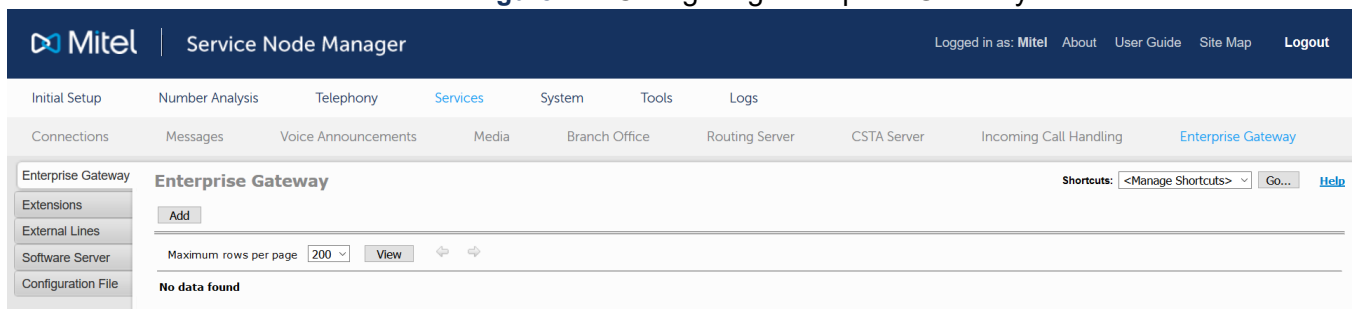 Mitel Service Node Manager Logged in as: Mitel About User Guide Site Map Logout
Initial Setup Number Analysis Telephony Services System Tools Logs
Connections Messages Voice Announcements Media Branch Office Routing Server CSTA Server Incoming Call Handling Enterprise Gateway
Enterprise Gateway Enterprise Gateway Shortcuts: <Manage Shortcuts> Go... Help
Extensions Add
External Lines
Software Server Maximum rows per page 200 View
Configuration File No data found